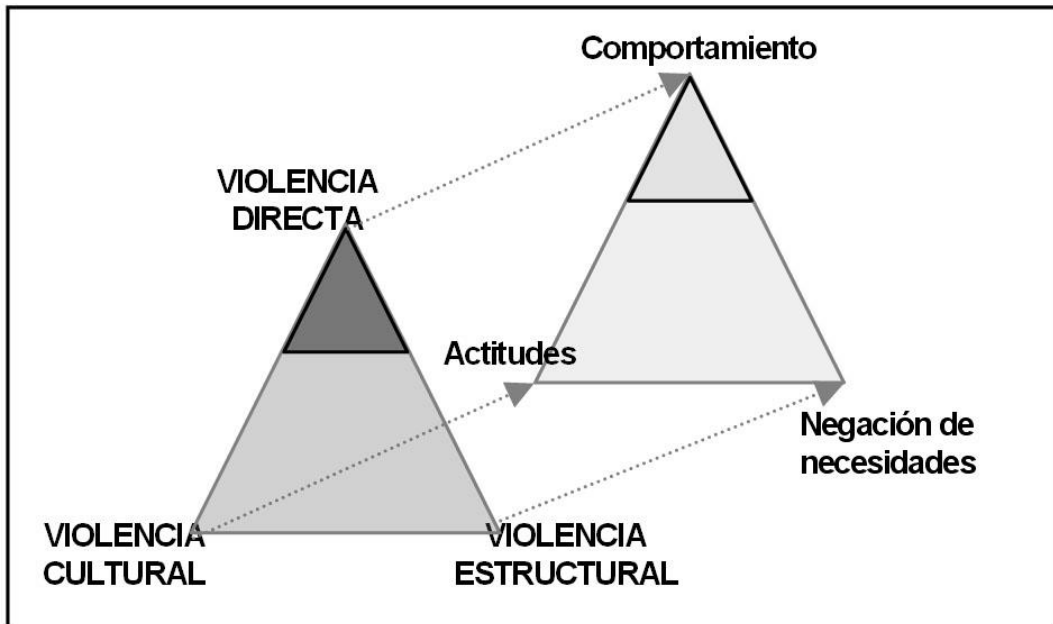 Comportamiento
VIOLENCIA
DIRECTA
Actitudes
Negación de
necesidades
VIOLENCIA
CULTURAL
VIOLENCIA
ESTRUCTURAL